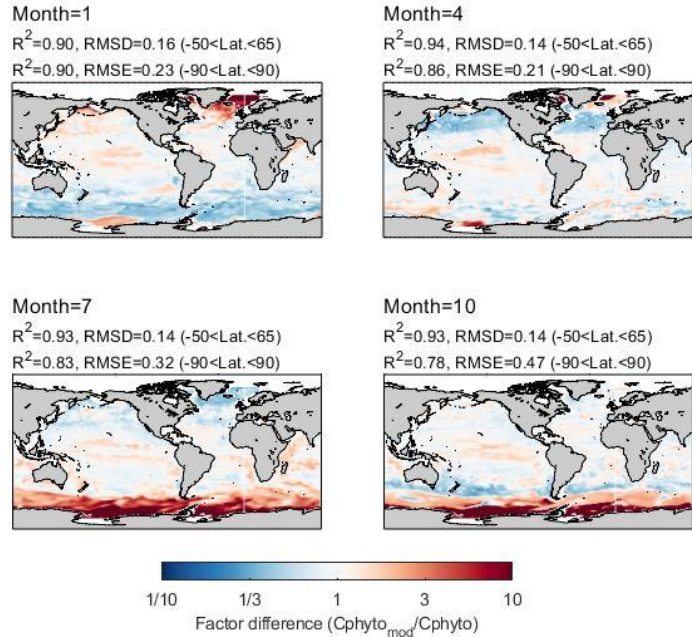 Month=1
R²=0.90, RMSD=0.16 (-50<Lat.<65)
R²=0.90, RMSE=0.23 (-90<Lat.<90)
Month=4
R²=0.94, RMSD=0.14 (-50<Lat.<65)
R²=0.86, RMSE=0.21 (-90<Lat.<90)
Month=7
R²=0.93, RMSD=0.14 (-50<Lat.<65)
R²=0.83, RMSE=0.32 (-90<Lat.<90)
Month=10
R²=0.93, RMSD=0.14 (-50<Lat.<65)
R²=0.78, RMSE=0.47 (-90<Lat.<90)
1/10 1/3 1 3 10
Factor difference (Cphyto_mod/Cphyto)